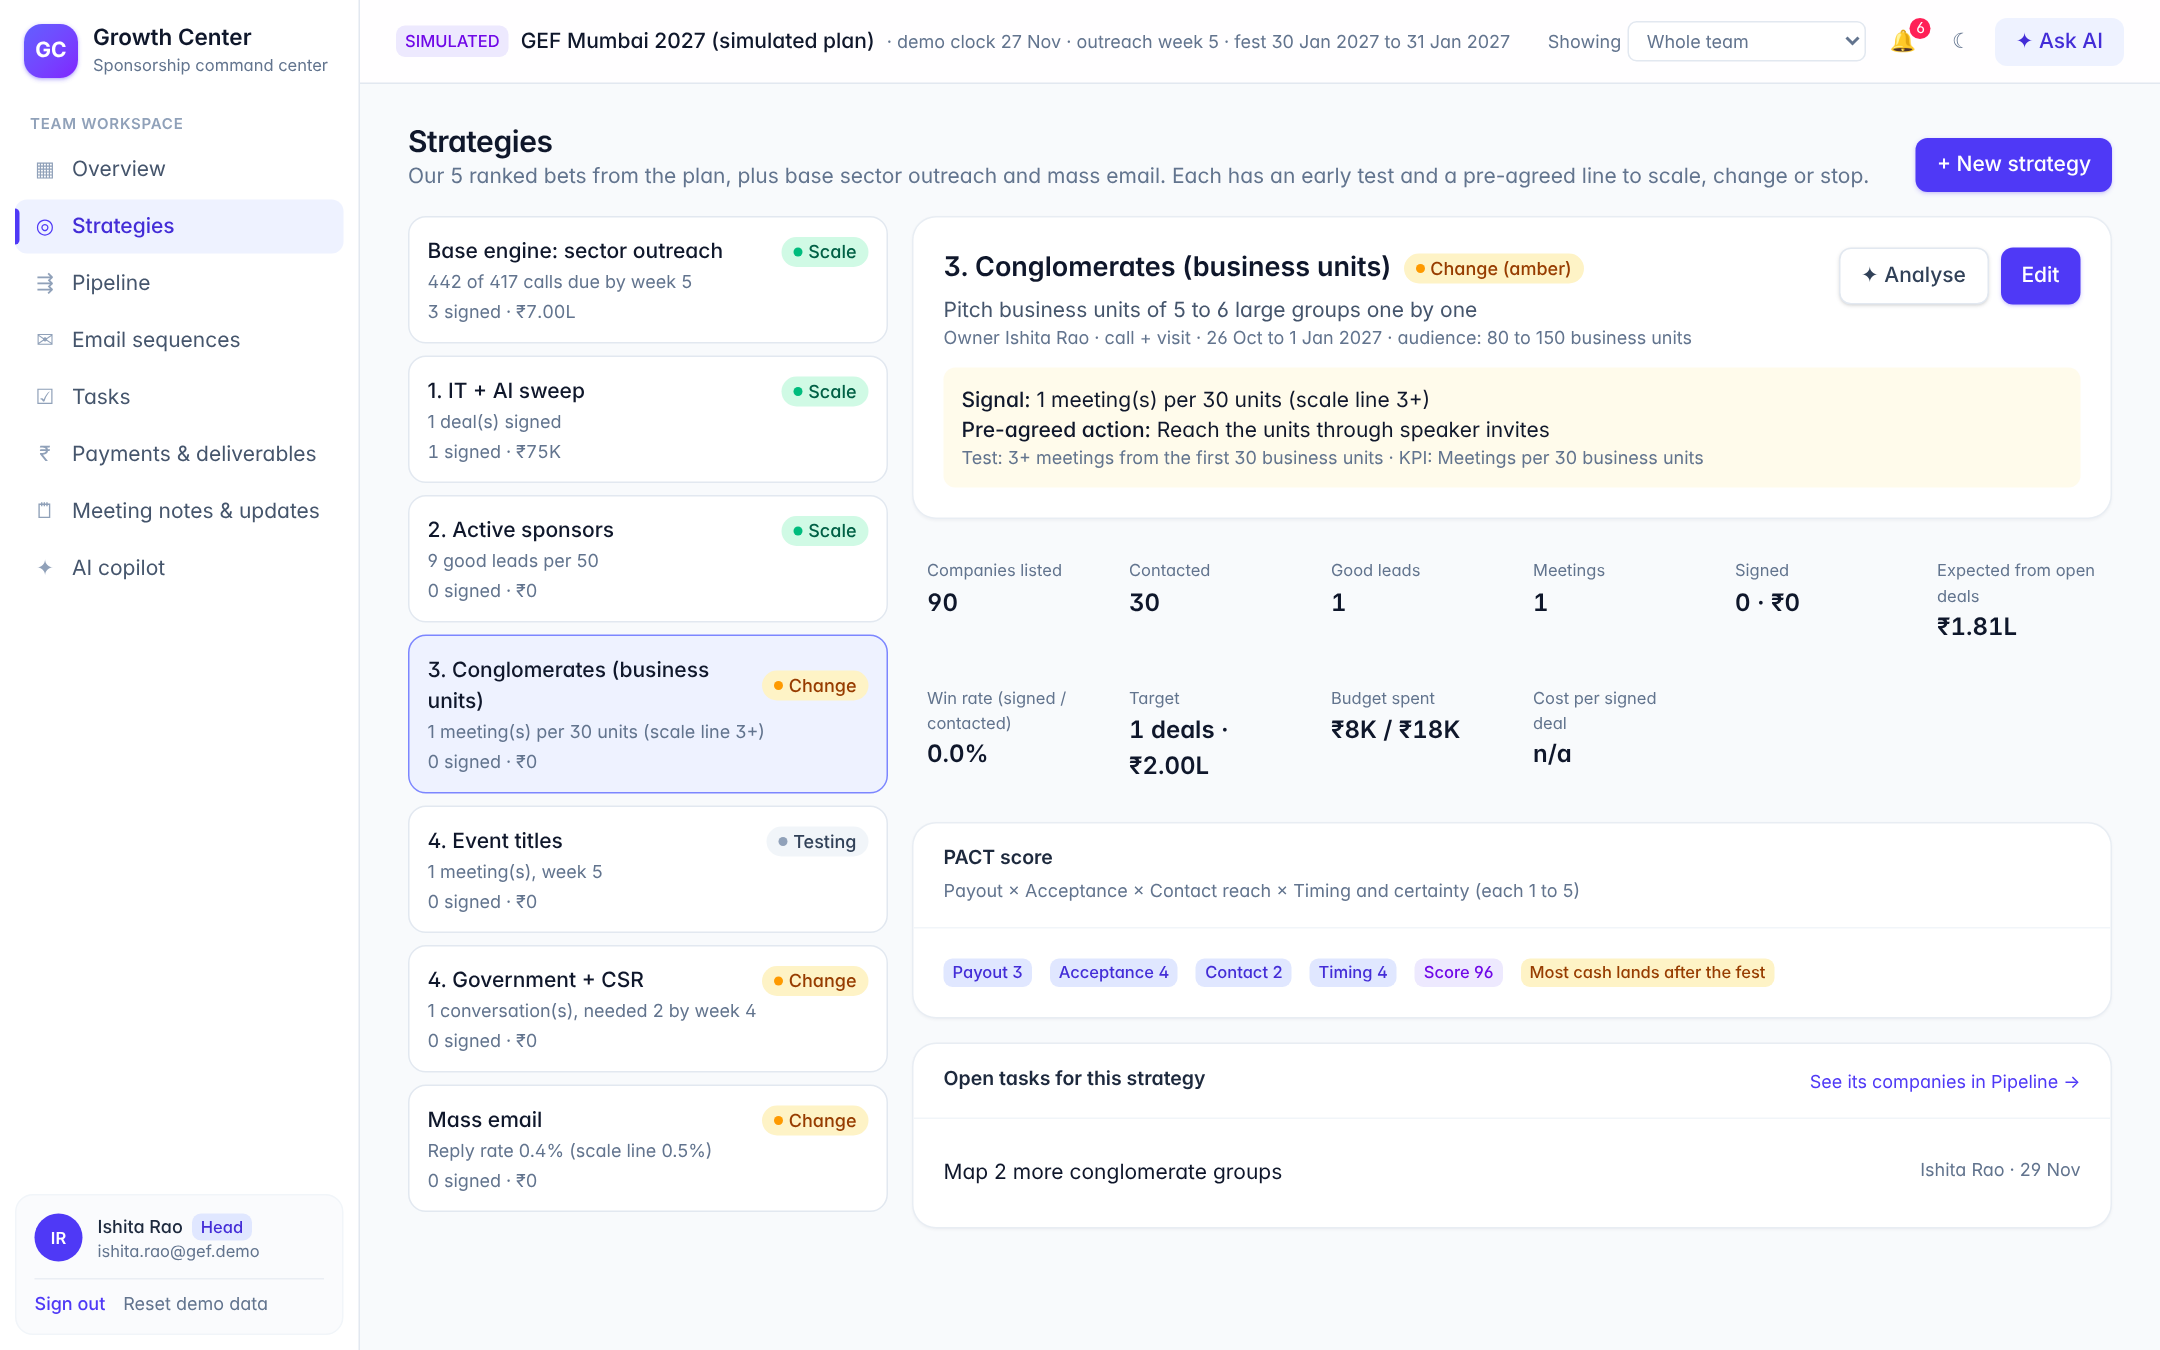 GC
Growth Center
Sponsorship command center
TEAM WORKSPACE
Overview
Strategies
Pipeline
Email sequences
Tasks
₹ Payments & deliverables
Meeting notes & updates
AI copilot
IR
Ishita Rao Head
ishita.rao@gef.demo
Sign out Reset demo data
SIMULATED GEF Mumbai 2027 (simulated plan) · demo clock 27 Nov · outreach week 5 · fest 30 Jan 2027 to 31 Jan 2027 Showing Whole team 6 ✦ Ask AI
Strategies
Our 5 ranked bets from the plan, plus base sector outreach and mass email. Each has an early test and a pre-agreed line to scale, change or stop.
+ New strategy
Base engine: sector outreach Scale
442 of 417 calls due by week 5
3 signed · ₹7.00L
1. IT + AI sweep Scale
1 deal(s) signed
1 signed · ₹75K
2. Active sponsors Scale
9 good leads per 50
0 signed · ₹0
3. Conglomerates (business
units) Change
1 meeting(s) per 30 units (scale line 3+)
0 signed · ₹0
4. Event titles Testing
1 meeting(s), week 5
0 signed · ₹0
4. Government + CSR Change
1 conversation(s), needed 2 by week 4
0 signed · ₹0
Mass email Change
Reply rate 0.4% (scale line 0.5%)
0 signed · ₹0
3. Conglomerates (business units) Change (amber) ✦ Analyse Edit
Pitch business units of 5 to 6 large groups one by one
Owner Ishita Rao · call + visit · 26 Oct to 1 Jan 2027 · audience: 80 to 150 business units
Signal: 1 meeting(s) per 30 units (scale line 3+)
Pre-agreed action: Reach the units through speaker invites
Test: 3+ meetings from the first 30 business units · KPI: Meetings per 30 business units
Companies listed
90
Contacted
30
Good leads
1
Meetings
1
Signed
0 · ₹0
Expected from open
deals
₹1.81L
Win rate (signed /
contacted)
0.0%
Target
1 deals ·
₹2.00L
Budget spent
₹8K / ₹18K
Cost per signed
deal
n/a
PACT score
Payout × Acceptance × Contact reach × Timing and certainty (each 1 to 5)
Payout 3 Acceptance 4 Contact 2 Timing 4 Score 96 Most cash lands after the fest
Open tasks for this strategy See its companies in Pipeline →
Map 2 more conglomerate groups Ishita Rao · 29 Nov